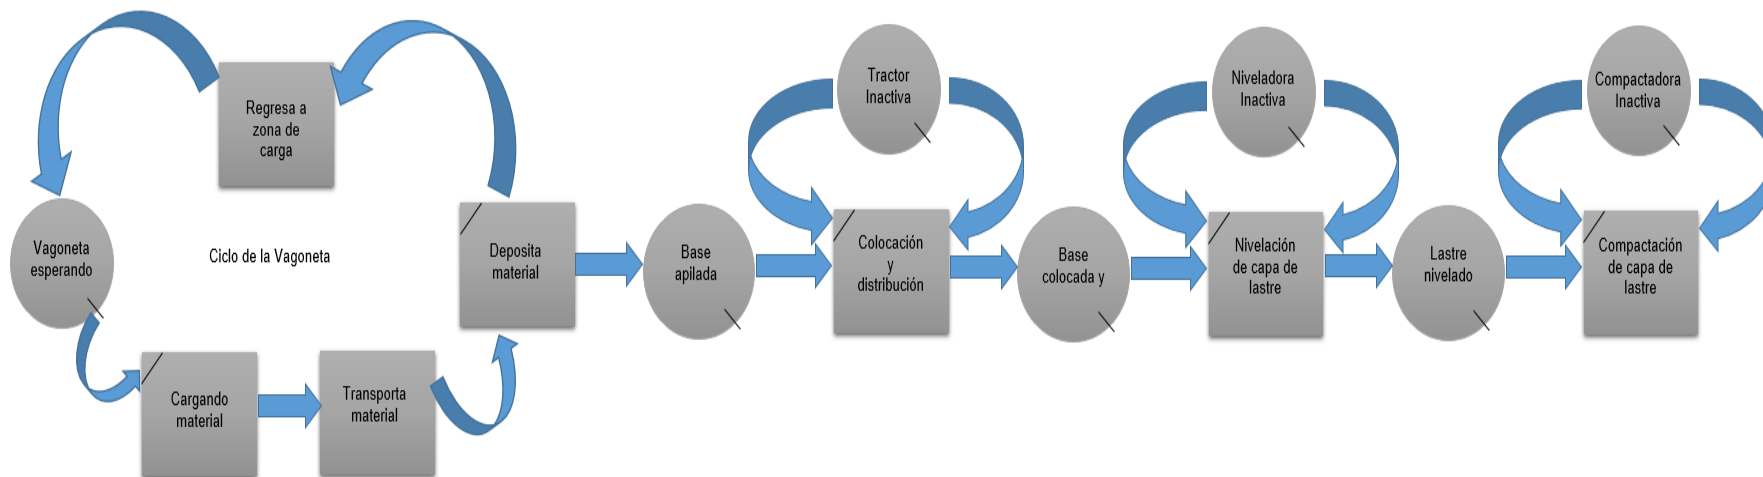 Regresa a
zona de
carga
Vagoneta
esperando
Ciclo de la Vagoneta
Cargando
material
Transporta
material
Deposita
material
Base
apilada
Tractor
Inactiva
Colocación
y
distribución
Base
colocada y
Niveladora
Inactiva
Nivelación
de capa de
lastre
Lastre
nivelado
Compactadora
Inactiva
Compactación
de capa de
lastre